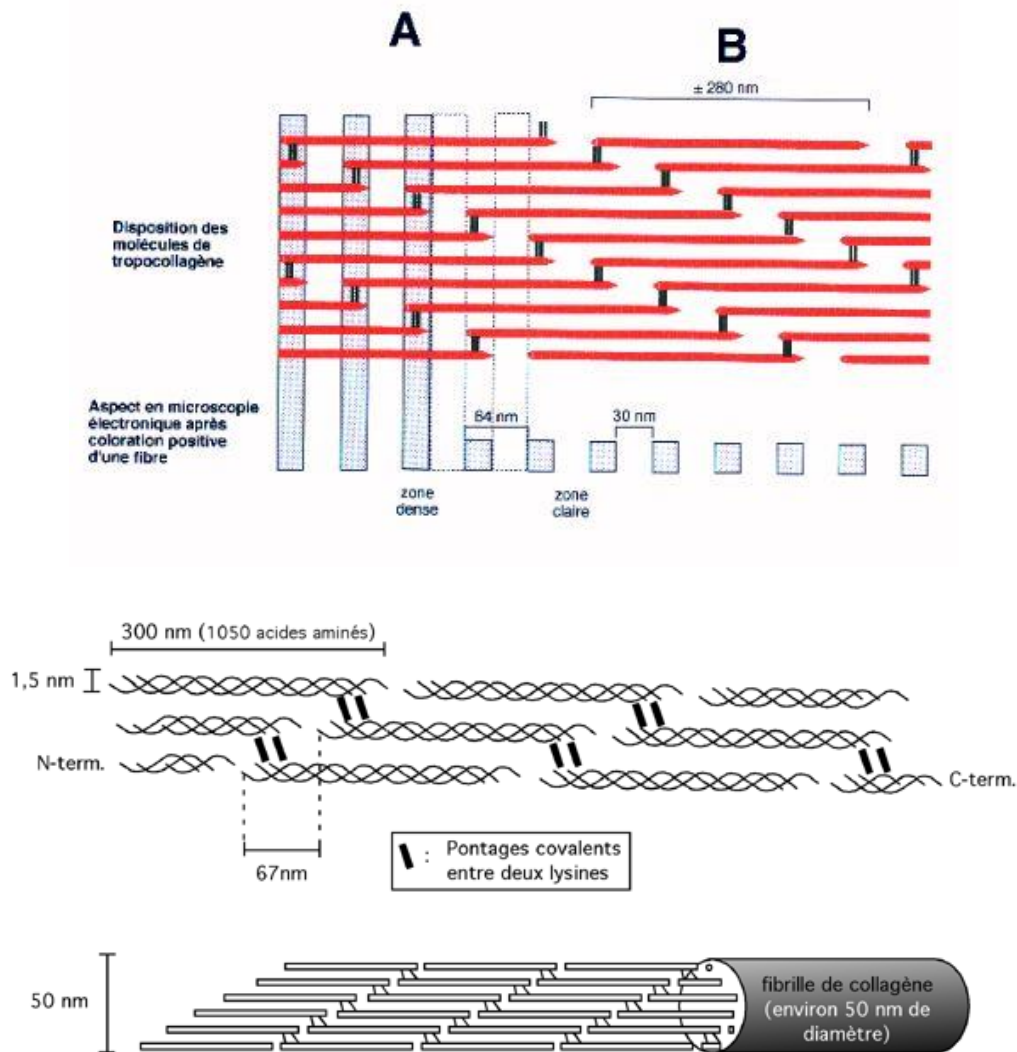 A
B
± 280 nm
Disposition des
molécules de
tropocollagène
Aspect en microscopie
électronique après
coloration positive
d'une fibre
64 nm
30 nm
zone
dense
zone
claire
300 nm (1050 acides aminés)
1,5 nm
N-term.
C-term.
67nm
: Pontages covalents
entre deux lysines
50 nm
fibrille de collagène
(environ 50 nm de
diamètre)